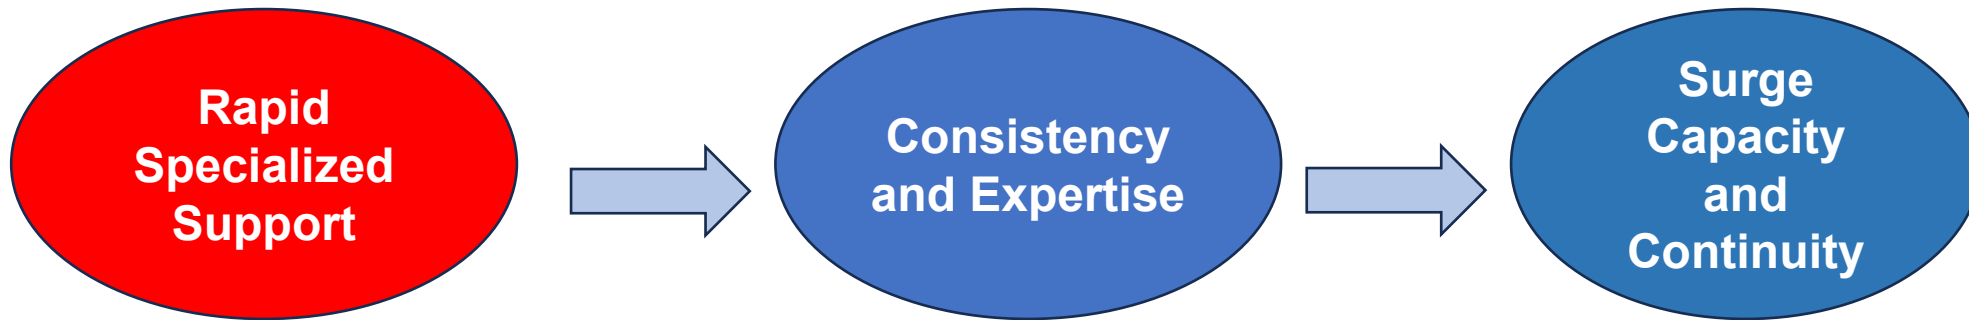 Rapid
Specialized
Support
Consistency
and Expertise
Surge
Capacity
and
Continuity